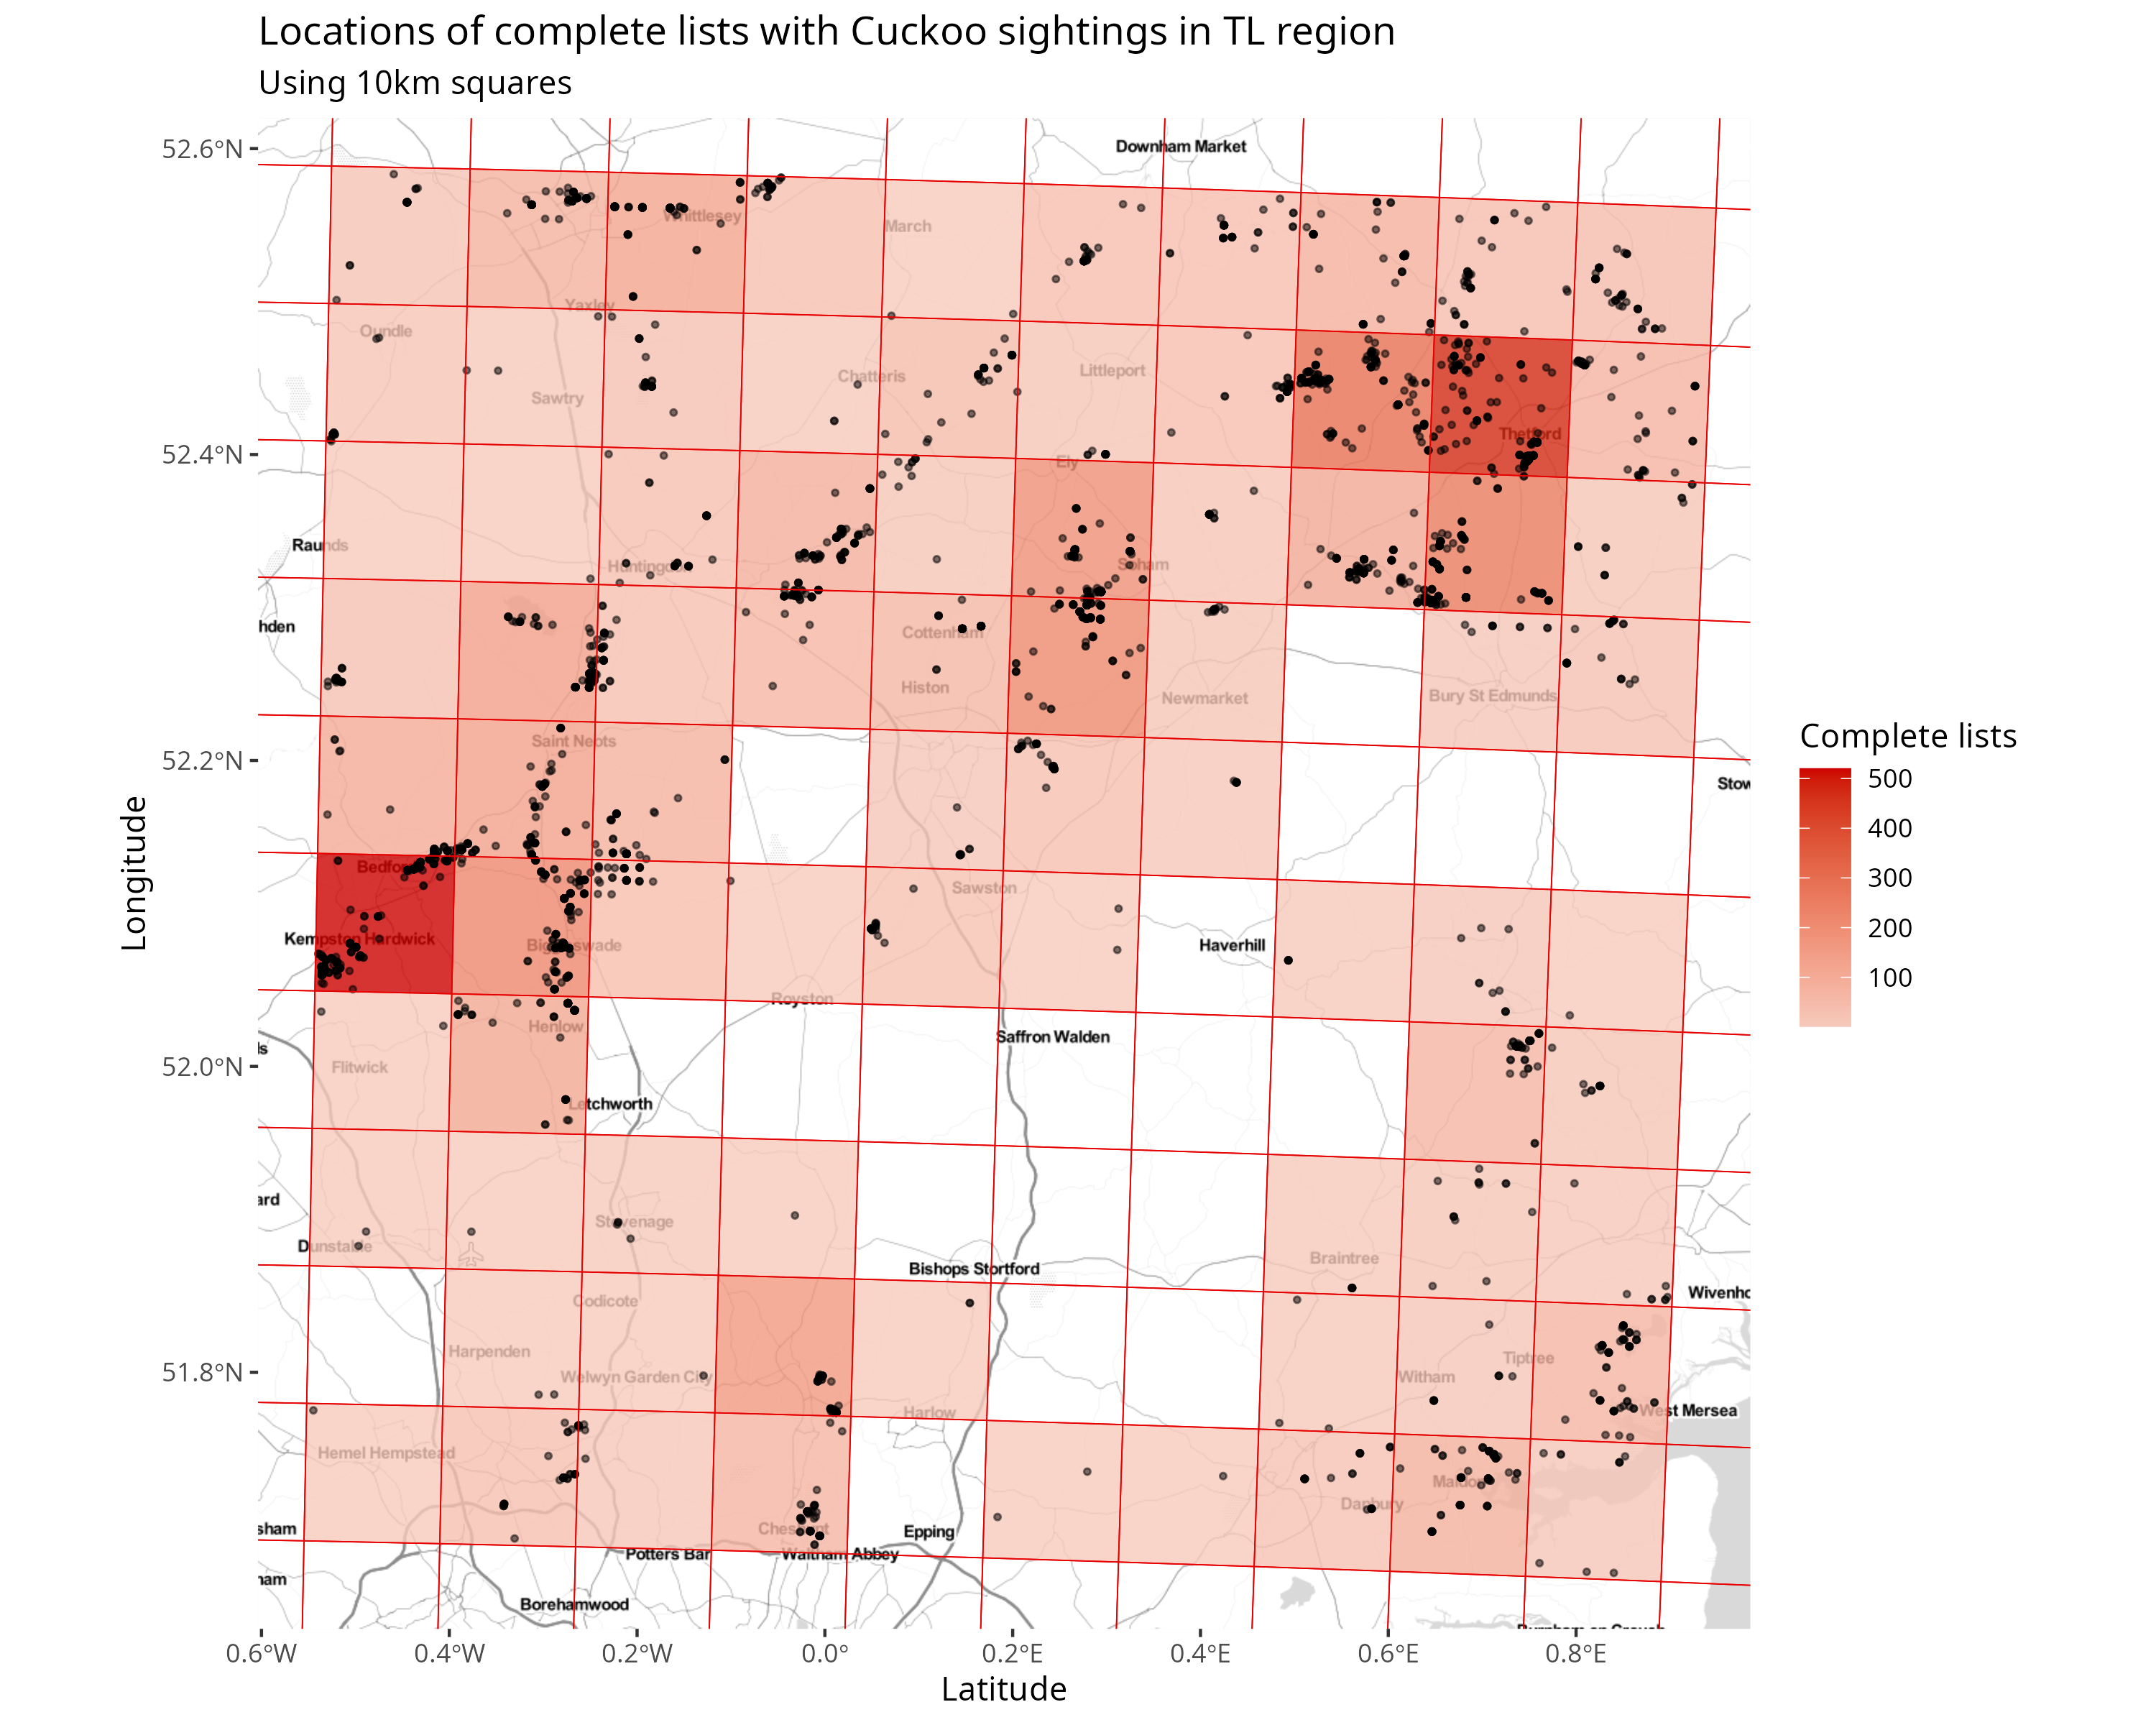 Locations of complete lists with Cuckoo sightings in TL region
Using 10km squares
52.6°N
52.4°N
52.2°N
52.0°N
51.8°N
Longitude
Downham Market
Whittlesey
March
Yaxley
Oundle
Littleport
Chatteris
Sawtry
Thetford
Ely
Raunds
Soham
hden
Cottenham
Histon
Newmarket
Bury St Edmunds
Saint Neots
Stow
Bedfor
Sawston
Kempston Hardwick
Biggleswade
Haverhill
Royston
Henlow
Saffron Walden
ls
Flitwick
Letchworth
ard
Stevenage
Dunstable
Braintree
Bishops Stortford
Wivenho
Codicote
Harpenden
Tiptree
Welwyn Garden City
Witham
Harlow
West Mersea
Hemel Hempstead
Maldon
Danbury
sham
Cheshunt
Epping
Potters Bar
Waltham Abbey
ham
Borehamwood
0.6°W
0.4°W
0.2°W
0.0°
0.2°E
0.4°E
0.6°E
0.8°E
Latitude
Complete lists
500
400
300
200
100